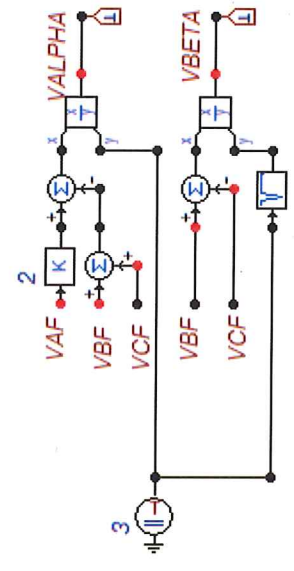 VALPHA
x
y
x
y
2
K
Σ
+
-
VAF
VBF
Σ
+
+
VCF
VBETA
x
y
x
y
Σ
+
-
VBF
VCF
3
T